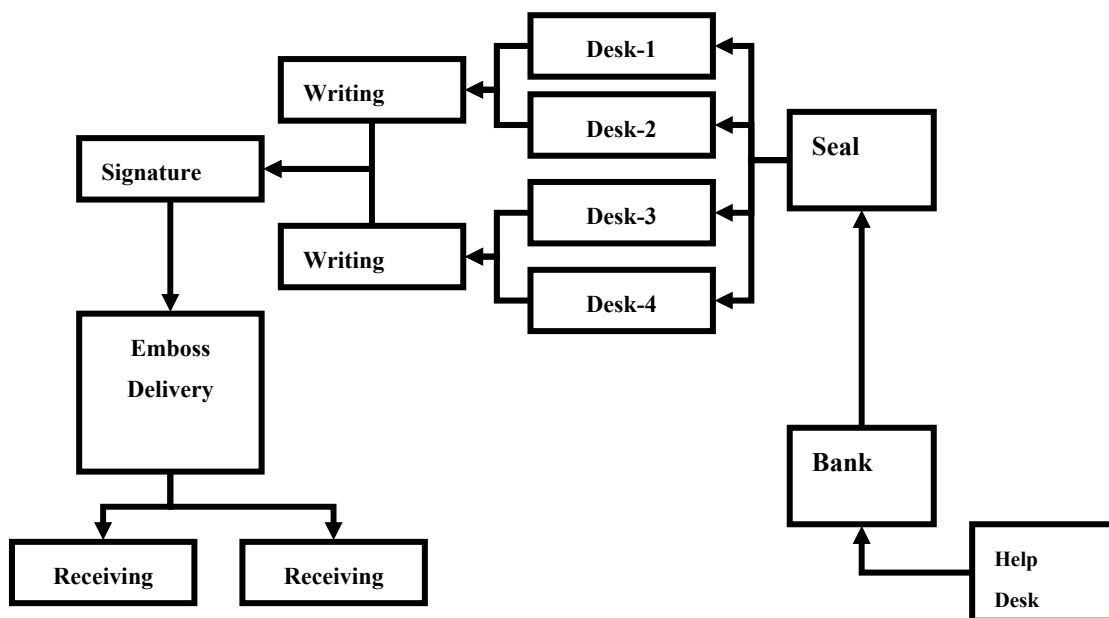 Desk-1
Writing
Desk-2
Seal
Signature
Desk-3
Writing
Desk-4
Emboss
Delivery
Bank
Receiving
Receiving
Help
Desk